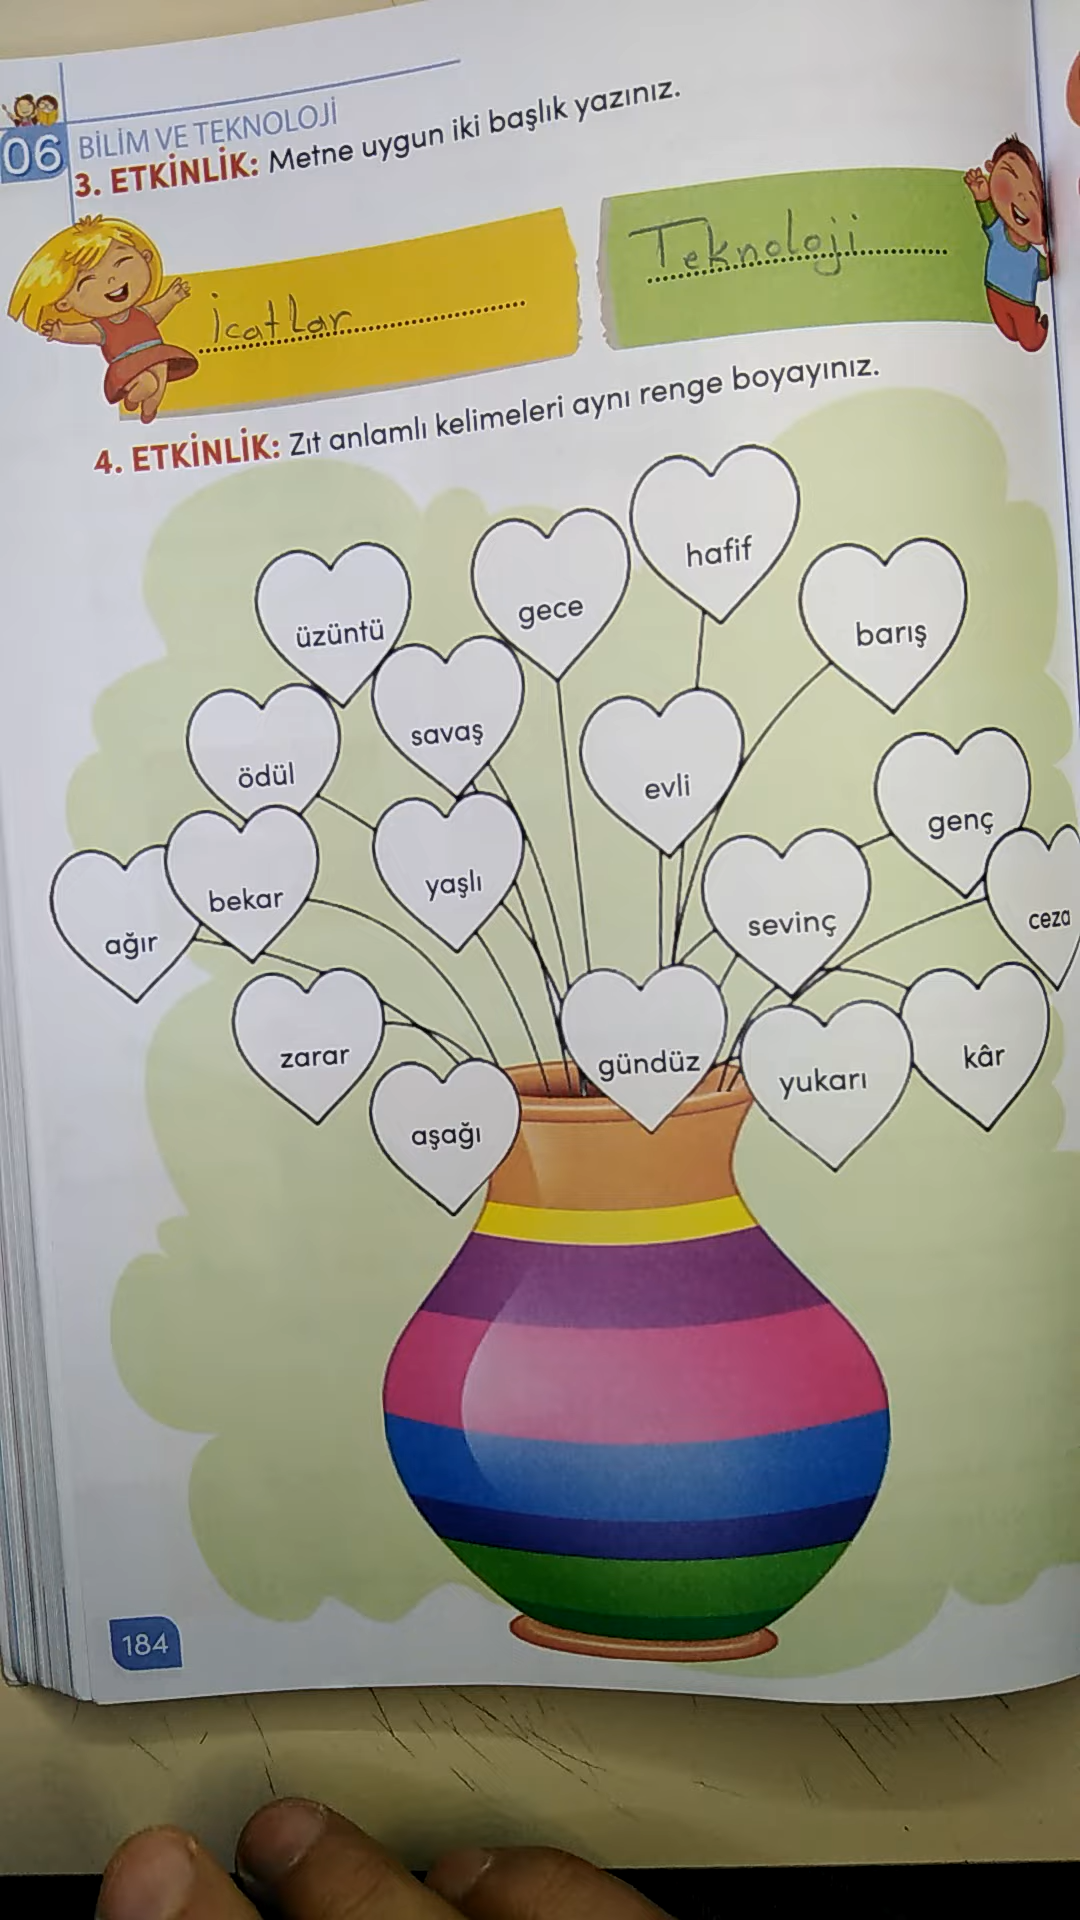 06 BİLİM VE TEKNOLOJİ
3. ETKİNLİK: Metne uygun iki başlık yazınız.
İcatlar
Teknoloji
4. ETKİNLİK: Zıt anlamlı kelimeleri aynı renge boyayınız.
hafif
gece
barış
üzüntü
savaş
ödül
evli
genç
yaşlı
bekar
sevinç
ceza
ağır
zarar
gündüz
kâr
yukarı
aşağı
184